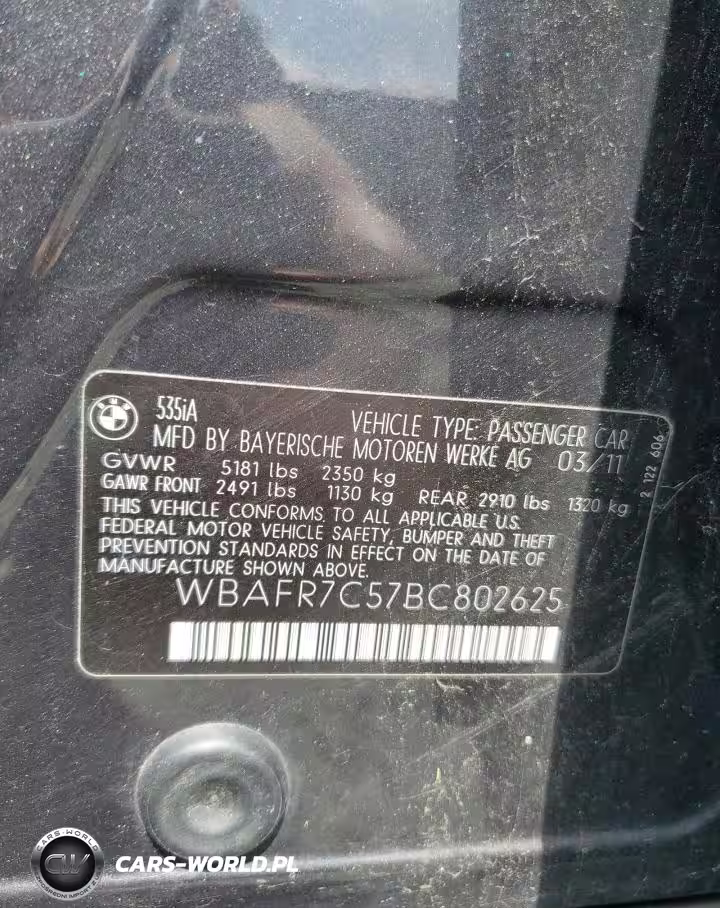 535iA
VEHICLE TYPE: PASSENGER CAR
MFD BY BAYERISCHE MOTOREN WERKE AG 03/11
GVWR 5181 lbs 2350 kg
GAWR FRONT 2491 lbs 1130 kg REAR 2910 lbs 1320 kg
THIS VEHICLE CONFORMS TO ALL APPLICABLE U.S.
FEDERAL MOTOR VEHICLE SAFETY, BUMPER AND THEFT
PREVENTION STANDARDS IN EFFECT ON THE DATE OF
MANUFACTURE SHOWN ABOVE.
WBAFR7C57BC802625
2 122 606
BMW
CARS-WORLD
CARS-WORLD.PL